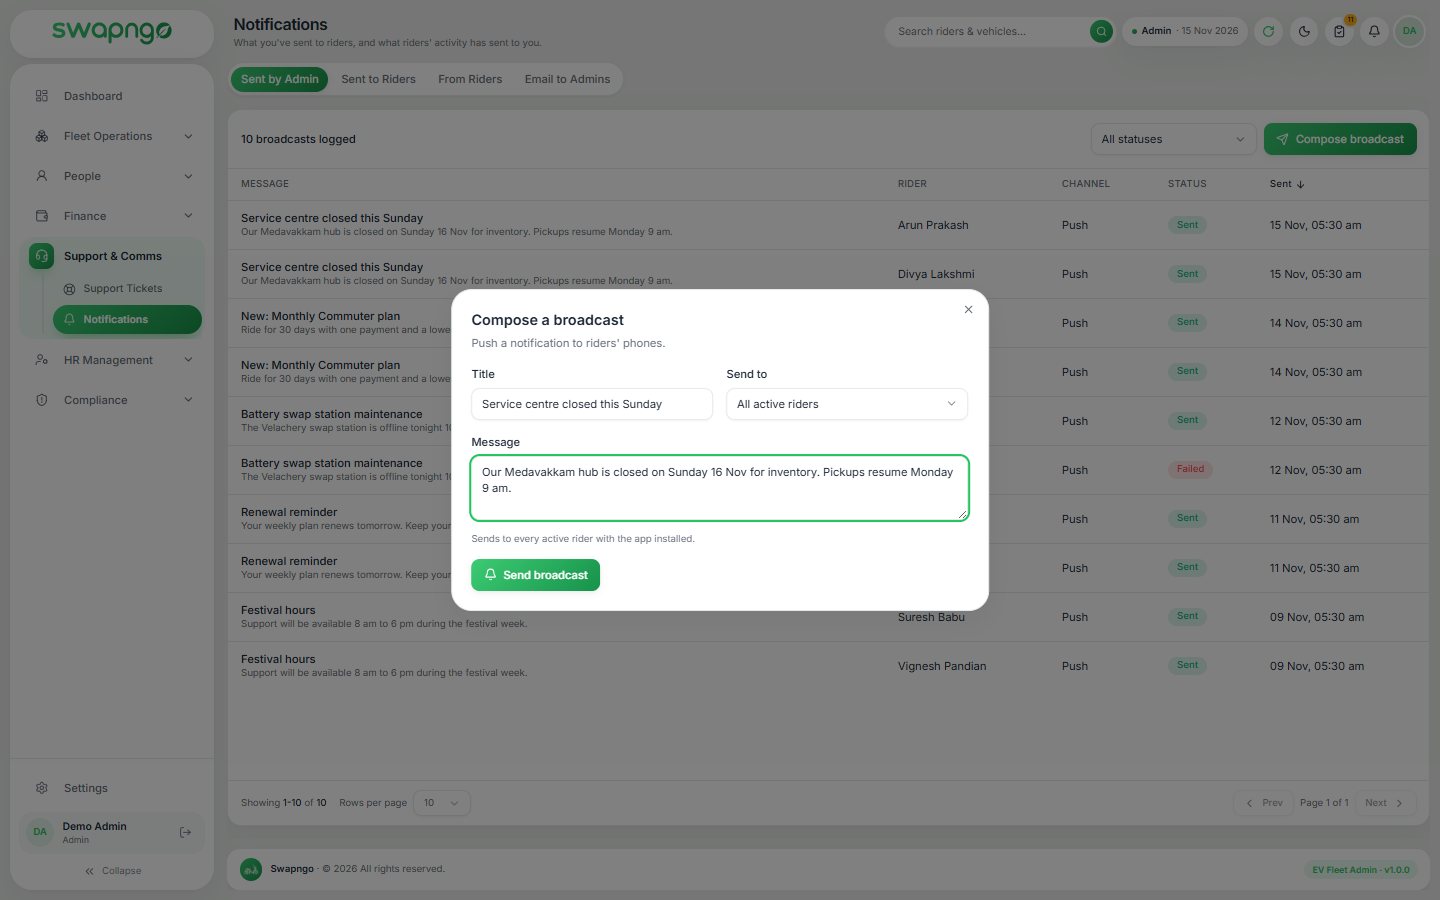 swapngo
Notifications
What you've sent to riders, and what riders' activity has sent to you.
Search riders & vehicles...
Admin · 15 Nov 2026
11
DA
Dashboard
Fleet Operations
People
Finance
Support & Comms
Support Tickets
Notifications
HR Management
Compliance
Settings
DA
Demo Admin
Admin
Collapse
Sent by Admin
Sent to Riders
From Riders
Email to Admins
10 broadcasts logged
All statuses
Compose broadcast
MESSAGE RIDER CHANNEL STATUS Sent
Service centre closed this Sunday
Our Medavakkam hub is closed on Sunday 16 Nov for inventory. Pickups resume Monday 9 am.
Arun Prakash Push Sent 15 Nov, 05:30 am
Service centre closed this Sunday
Our Medavakkam hub is closed on Sunday 16 Nov for inventory. Pickups resume Monday 9 am.
Divya Lakshmi Push Sent 15 Nov, 05:30 am
New: Monthly Commuter plan
Ride for 30 days with one payment and a lowe
Push Sent 14 Nov, 05:30 am
New: Monthly Commuter plan
Ride for 30 days with one payment and a lowe
Push Sent 14 Nov, 05:30 am
Battery swap station maintenance
The Velachery swap station is offline tonight
Push Sent 12 Nov, 05:30 am
Battery swap station maintenance
The Velachery swap station is offline tonight
Push Failed 12 Nov, 05:30 am
Renewal reminder
Your weekly plan renews tomorrow. Keep your
Push Sent 11 Nov, 05:30 am
Renewal reminder
Your weekly plan renews tomorrow. Keep your
Push Sent 11 Nov, 05:30 am
Festival hours
Support will be available 8 am to 6 pm during the festival week.
Suresh Babu Push Sent 09 Nov, 05:30 am
Festival hours
Support will be available 8 am to 6 pm during the festival week.
Vignesh Pandian Push Sent 09 Nov, 05:30 am
Compose a broadcast
Push a notification to riders' phones.
Title
Service centre closed this Sunday
Send to
All active riders
Message
Our Medavakkam hub is closed on Sunday 16 Nov for inventory. Pickups resume Monday
9 am.
Sends to every active rider with the app installed.
Send broadcast
Showing 1-10 of 10 Rows per page 10
Prev Page 1 of 1 Next
Swapngo · © 2026 All rights reserved.
EV Fleet Admin · v1.0.0